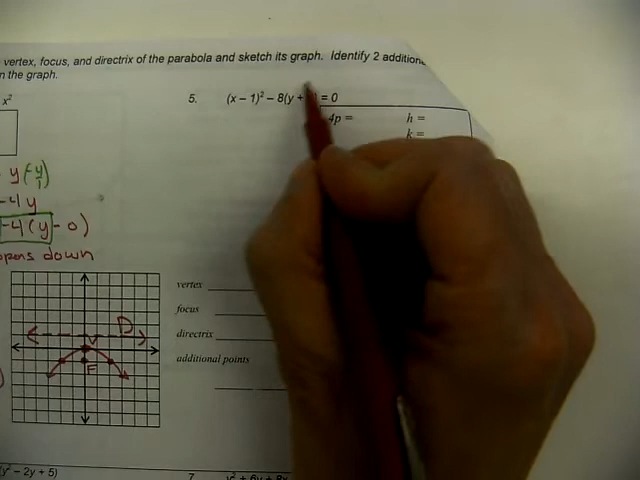 vertex, focus, and directrix of the parabola and sketch its graph. Identify 2
n the graph.
x²
5. (x – 1)² – 8(y + = 0
4p = h =
k =
y(-y/1)
-4y
-4(y-0)
opens down
vertex
focus
directrix
additional points
D
V
F
(y² – 2y + 5)
7